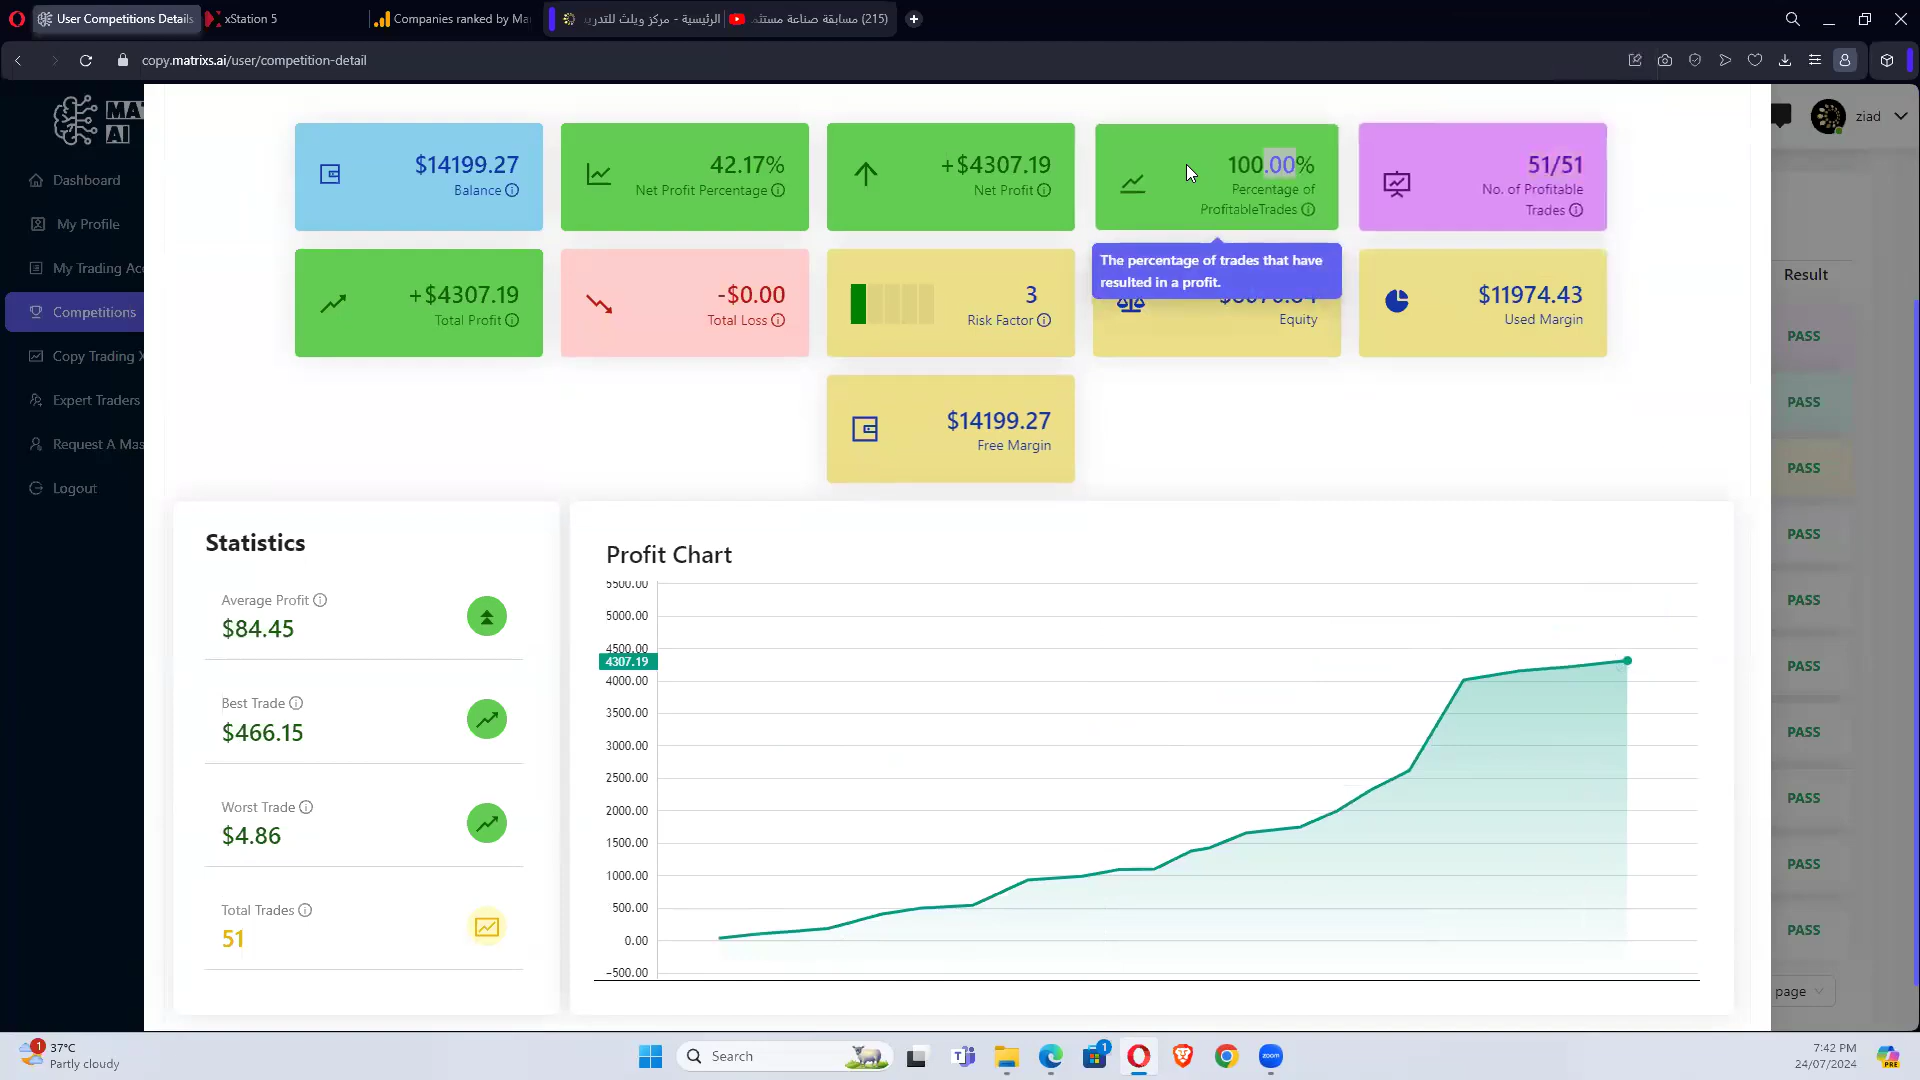 User Competitions Details
xStation 5
Companies ranked by Ma
الرئيسية - مركز ويلث للتدري
(215) مسابقة صناعة مستثم
copy.matrixs.ai/user/competition-detail
MA
AI
ziad
Dashboard
My Profile
My Trading Acc
Competitions
Copy Trading X
Expert Traders
Request A Mas
Logout
$14199.27
Balance
42.17%
Net Profit Percentage
+$4307.19
Net Profit
100.00%
Percentage of
ProfitableTrades
51/51
No. of Profitable
Trades
The percentage of trades that have
resulted in a profit.
+$4307.19
Total Profit
-$0.00
Total Loss
3
Risk Factor
Equity
$11974.43
Used Margin
$14199.27
Free Margin
Result
PASS
PASS
PASS
PASS
PASS
PASS
PASS
PASS
PASS
PASS
page
Statistics
Average Profit
$84.45
Best Trade
$466.15
Worst Trade
$4.86
Total Trades
51
Profit Chart
5500.00
5000.00
4500.00
4307.19
4000.00
3500.00
3000.00
2500.00
2000.00
1500.00
1000.00
500.00
0.00
-500.00
1
37°C
Partly cloudy
Search
1
zoom
7:42 PM
24/07/2024
PRE